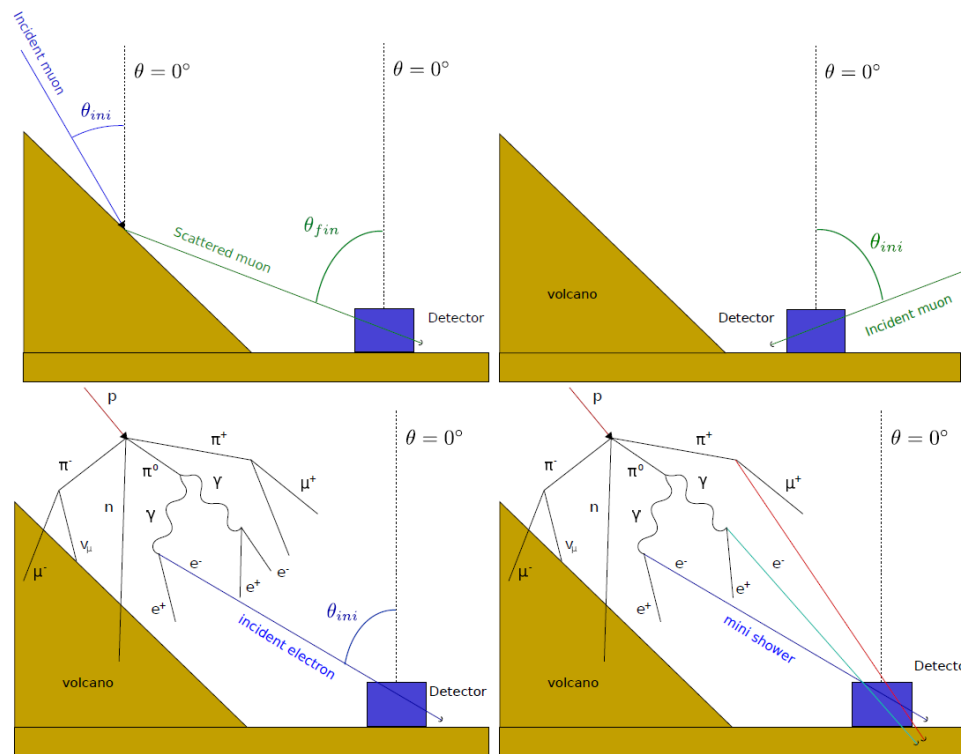 Incident muon
θ = 0°
θ = 0°
θ_ini
θ_fin
Scattered muon
Detector
θ = 0°
θ_ini
volcano
Detector
Incident muon
p
π⁺
θ = 0°
π⁻
π⁰
γ
μ⁺
n
γ
ν_μ
e⁻
e⁻
μ⁻
e⁺
e⁺
θ_ini
incident electron
volcano
Detector
p
π⁺
θ = 0°
π⁻
π⁰
γ
μ⁺
n
γ
ν_μ
e⁻
e⁻
μ⁻
e⁺
e⁺
mini shower
volcano
Detecto